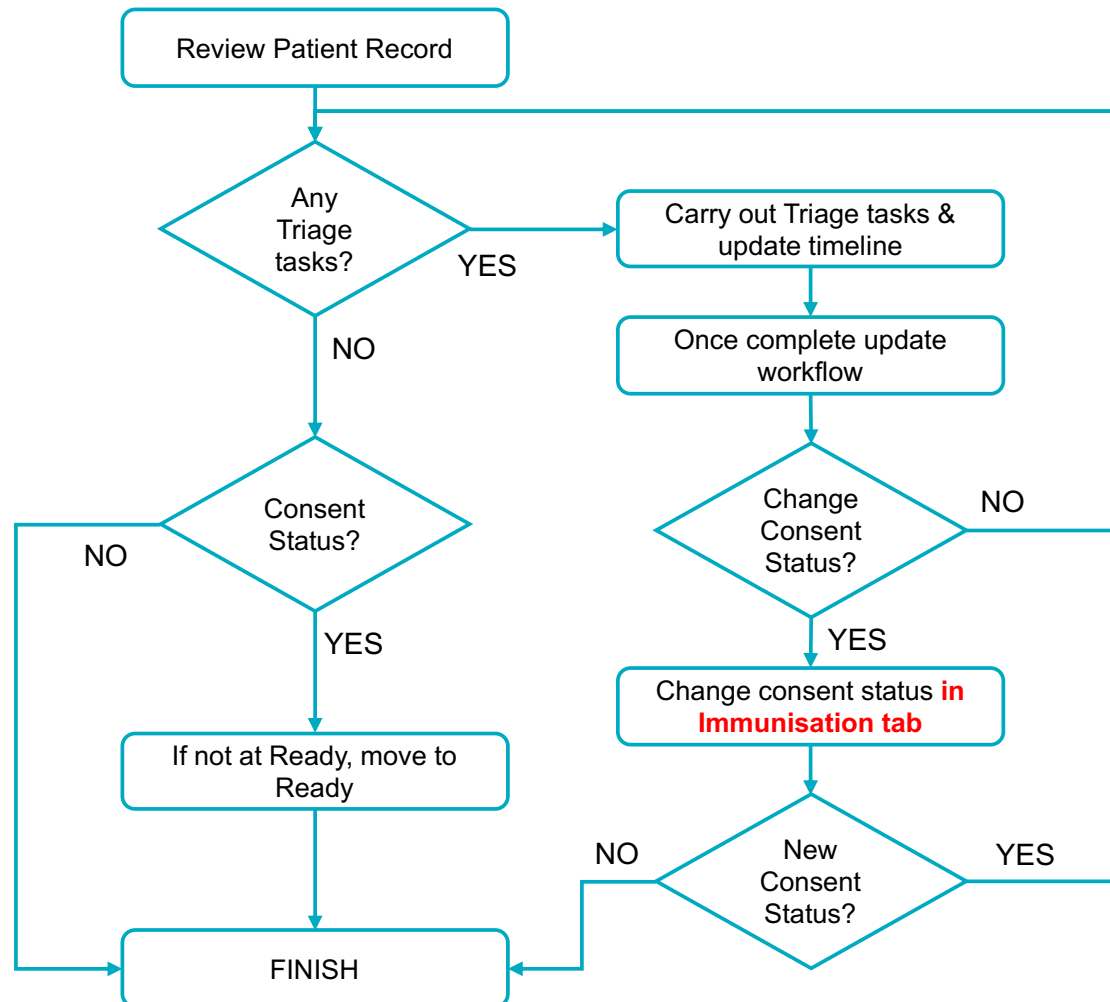 Review Patient Record
Any
Triage
tasks?
YES
NO
Carry out Triage tasks &
update timeline
Once complete update
workflow
Consent
Status?
NO
YES
Change
Consent
Status?
NO
YES
Change consent status in
Immunisation tab
If not at Ready, move to
Ready
New
Consent
Status?
NO
YES
FINISH